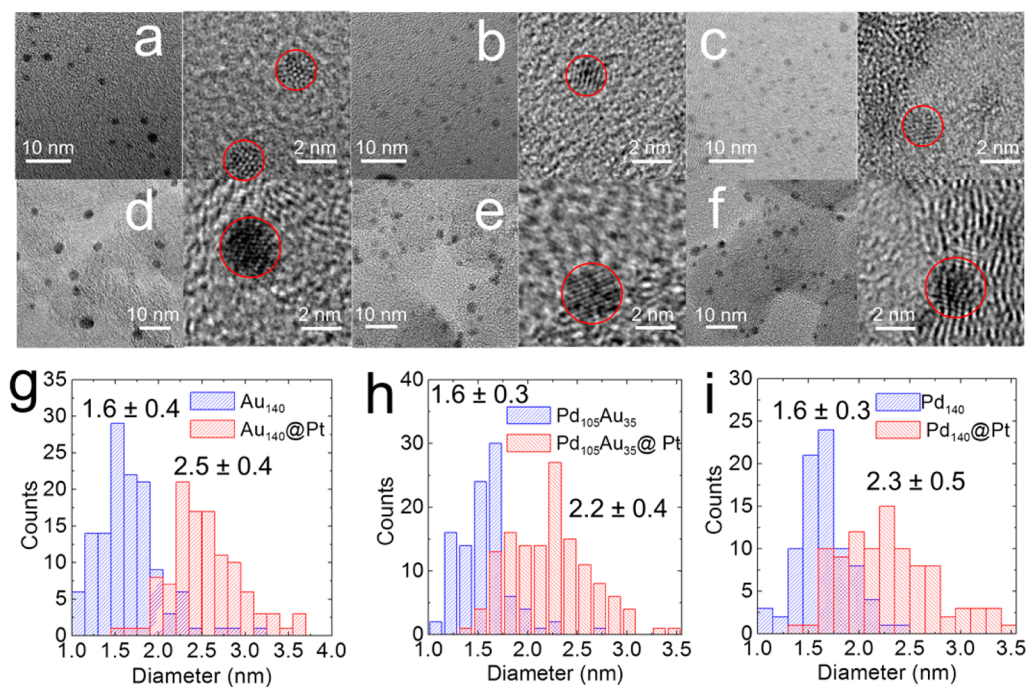 a
b
c
10 nm
2 nm
10 nm
2 nm
10 nm
2 nm
d
e
f
10 nm
2 nm
10 nm
2 nm
10 nm
2 nm
g
35
30
25
20
15
10
5
0
Counts
1.6 ± 0.4
Au140
Au140@Pt
2.5 ± 0.4
1.0 1.5 2.0 2.5 3.0 3.5 4.0
Diameter (nm)
h
40
30
20
10
0
Counts
1.6 ± 0.3
Pd105Au35
Pd105Au35@ Pt
2.2 ± 0.4
1.0 1.5 2.0 2.5 3.0 3.5
Diameter (nm)
i
30
25
20
15
10
5
0
Counts
1.6 ± 0.3
Pd140
Pd140@Pt
2.3 ± 0.5
1.0 1.5 2.0 2.5 3.0 3.5
Diameter (nm)